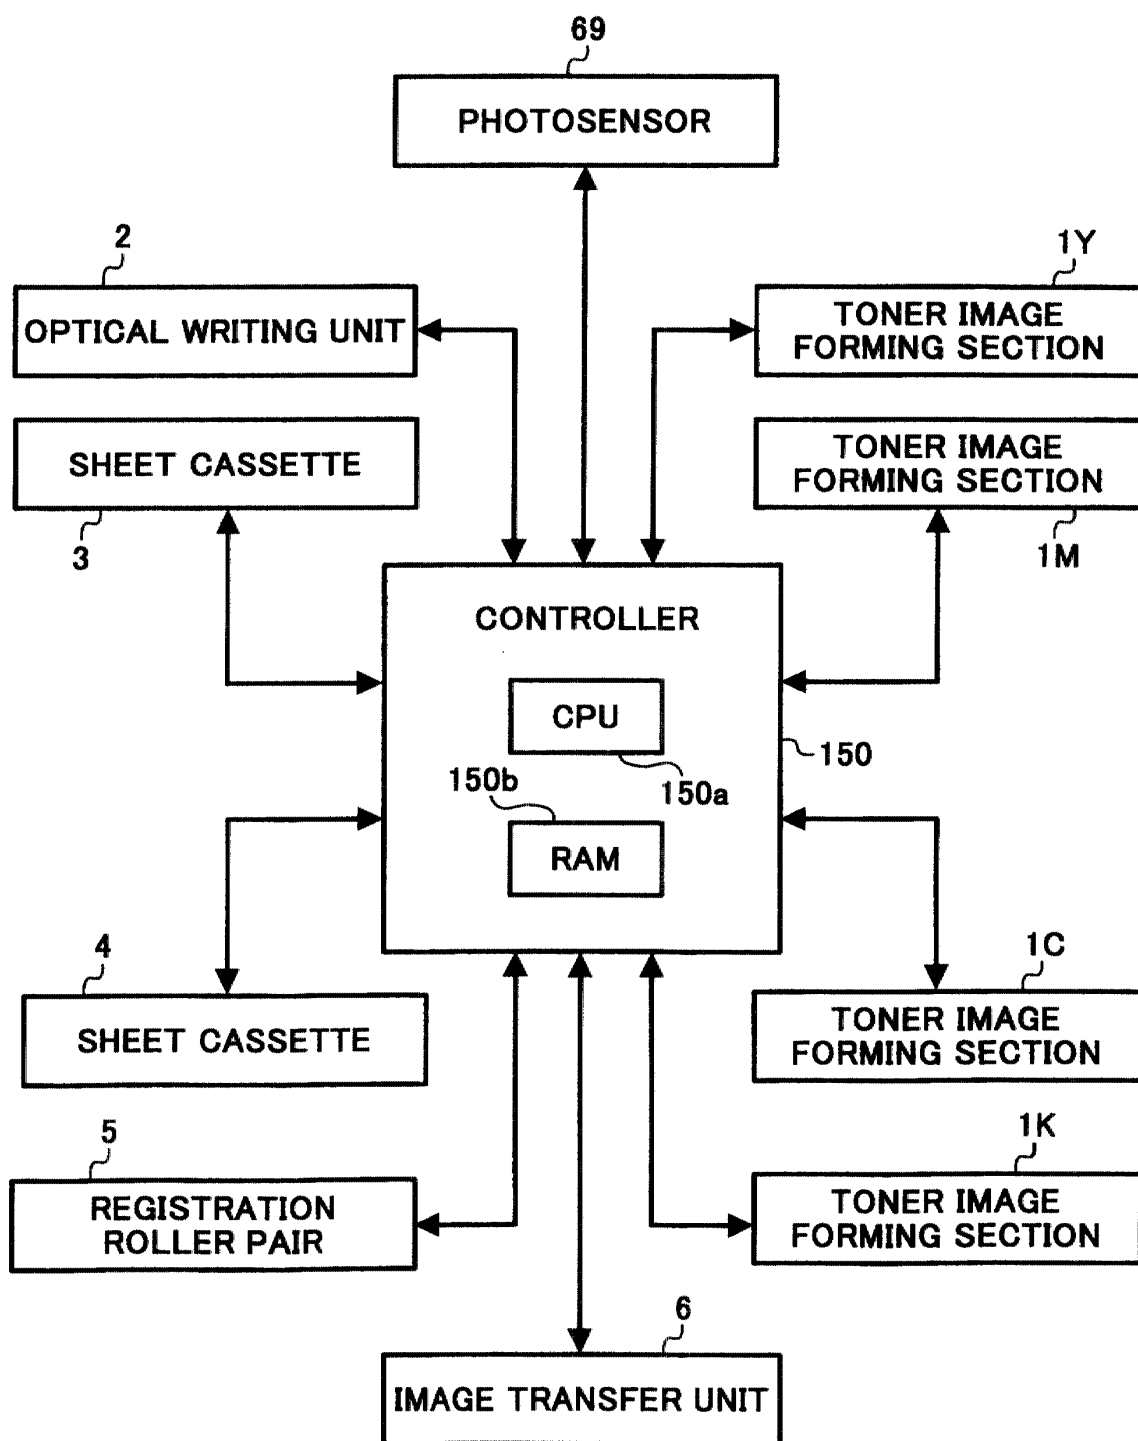 69
PHOTOSENSOR
2
OPTICAL WRITING UNIT
1Y
TONER IMAGE
FORMING SECTION
SHEET CASSETTE
3
TONER IMAGE
FORMING SECTION
1M
CONTROLLER
CPU
150
150a
150b
RAM
4
SHEET CASSETTE
1C
TONER IMAGE
FORMING SECTION
5
REGISTRATION
ROLLER PAIR
1K
TONER IMAGE
FORMING SECTION
6
IMAGE TRANSFER UNIT